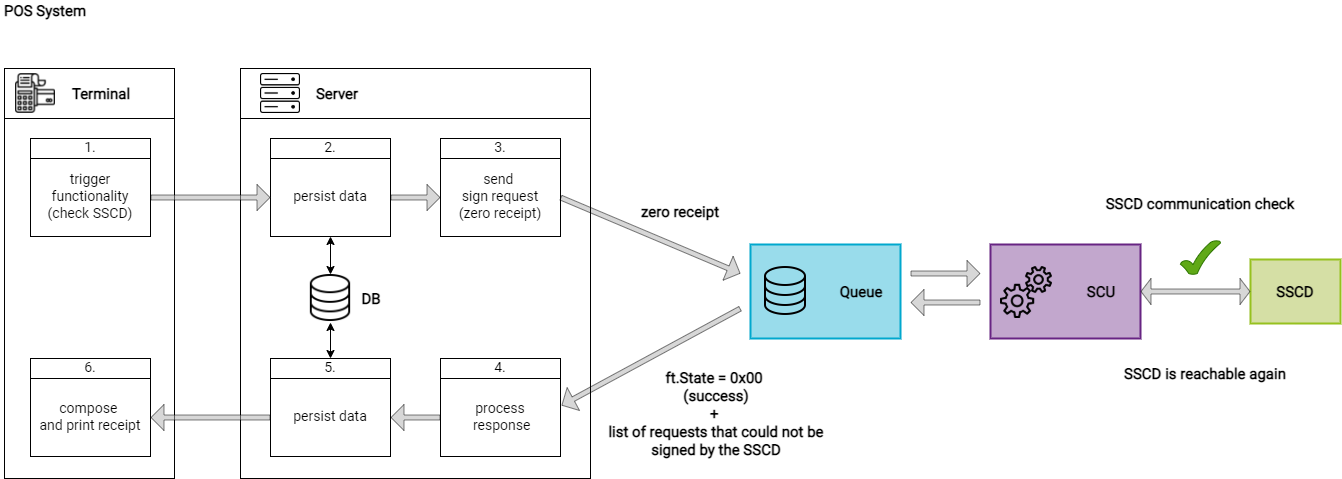 POS System
Terminal
Server
1.
trigger
functionality
(check SSCD)
2.
persist data
3.
send
sign request
(zero receipt)
zero receipt
SSCD communication check
Queue
SCU
SSCD
DB
SSCD is reachable again
ft.State = 0x00
(success)
+
list of requests that could not be
signed by the SSCD
4.
process
response
5.
persist data
6.
compose
and print receipt